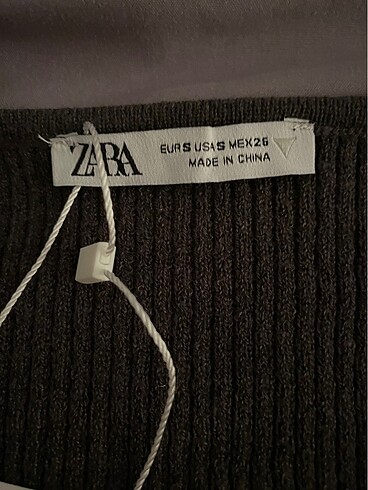 ZARA
EUR S USA S MEX 26
MADE IN CHINA